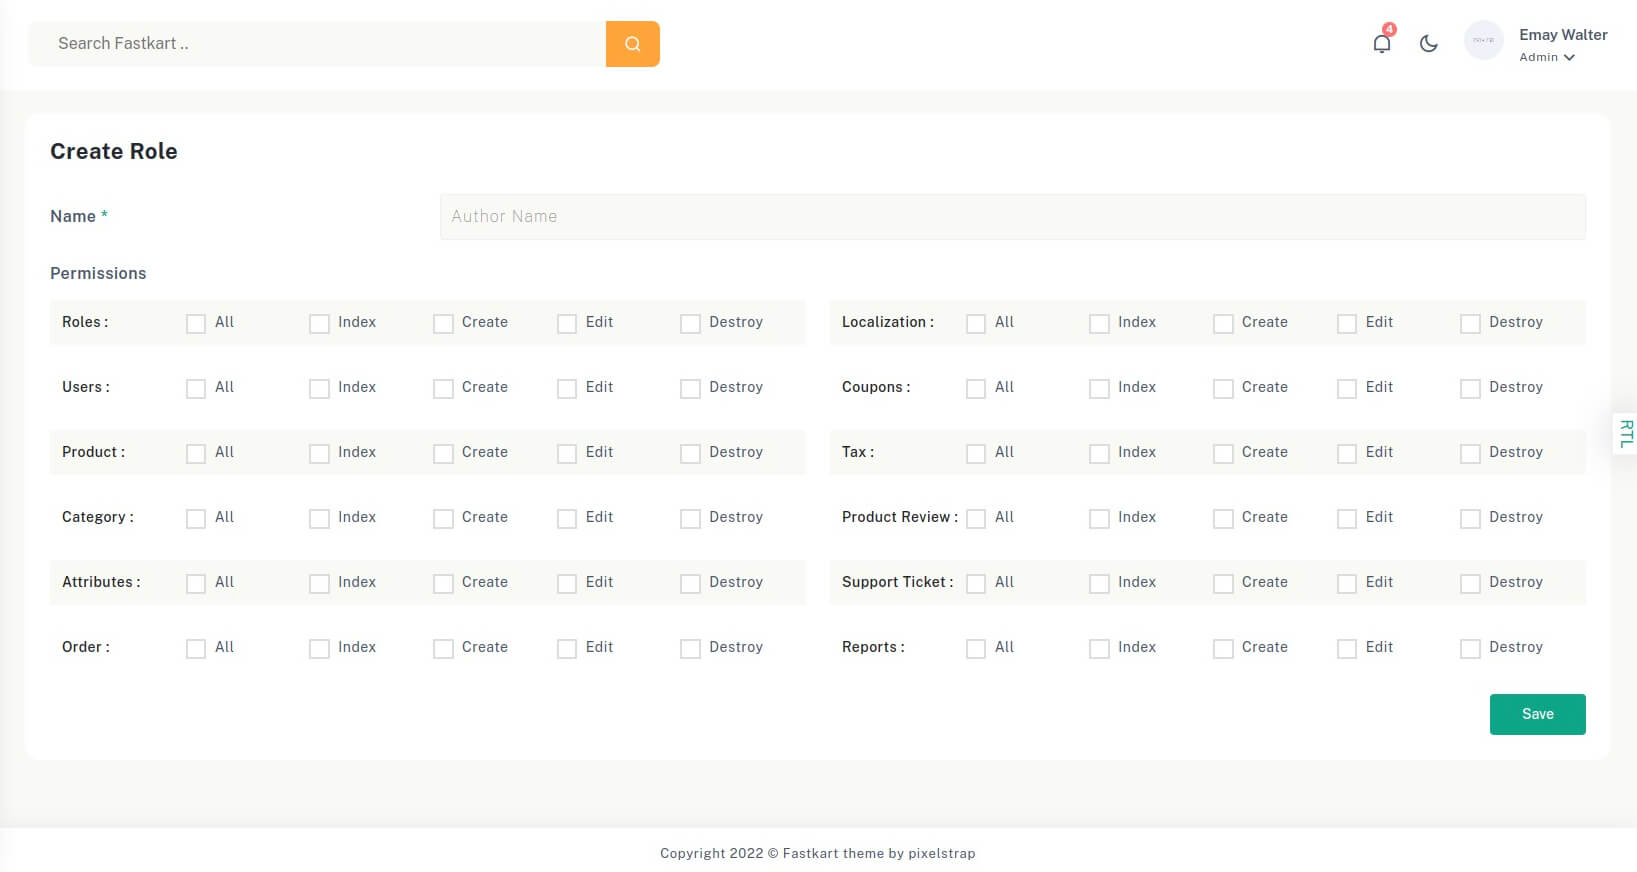 Search Fastkart ..
4
Emay Walter
Admin
Create Role
Name *
Author Name
Permissions
Roles : All Index Create Edit Destroy
Localization : All Index Create Edit Destroy
Users : All Index Create Edit Destroy
Coupons : All Index Create Edit Destroy
Product : All Index Create Edit Destroy
Tax : All Index Create Edit Destroy
RTL
Category : All Index Create Edit Destroy
Product Review : All Index Create Edit Destroy
Attributes : All Index Create Edit Destroy
Support Ticket : All Index Create Edit Destroy
Order : All Index Create Edit Destroy
Reports : All Index Create Edit Destroy
Save
Copyright 2022 © Fastkart theme by pixelstrap